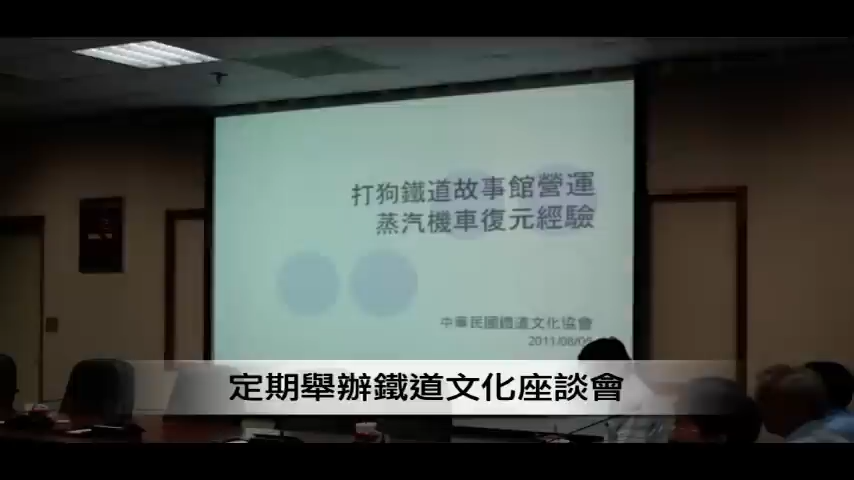 打狗鐵道故事館營運
蒸汽機車復元經驗
中華民國鐵道文化協會
2011/08/0
定期舉辦鐵道文化座談會